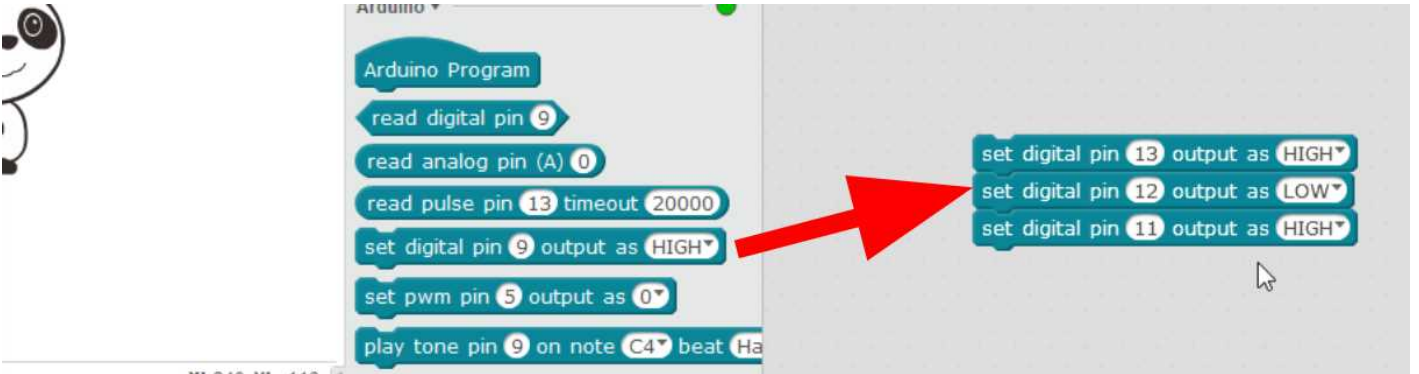 Arduino
Arduino Program
read digital pin 9
read analog pin (A) 0
read pulse pin 13 timeout 20000
set digital pin 9 output as HIGH
set pwm pin 5 output as 0
play tone pin 9 on note C4 beat Ha
set digital pin 13 output as HIGH
set digital pin 12 output as LOW
set digital pin 11 output as HIGH